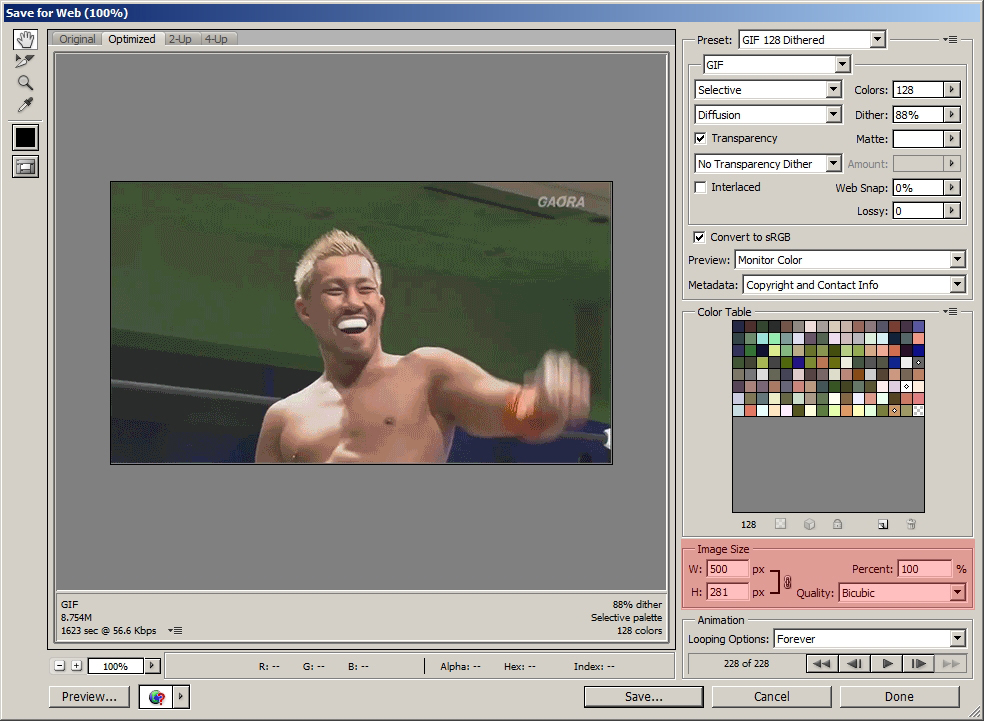 Save for Web (100%)
Original Optimized 2-Up 4-Up
GAORA
GIF
8.754M
1623 sec @ 56.6 Kbps
88% dither
Selective palette
128 colors
100%
R: -- G: -- B: -- Alpha: -- Hex: -- Index: --
Preview...
Save... Cancel Done
Preset: GIF 128 Dithered
GIF
Selective Colors: 128
Diffusion Dither: 88%
Transparency Matte:
No Transparency Dither Amount:
Interlaced Web Snap: 0%
Lossy: 0
Convert to sRGB
Preview: Monitor Color
Metadata: Copyright and Contact Info
Color Table
128
Image Size
W: 500 px Percent: 100 %
H: 281 px Quality: Bicubic
Animation
Looping Options: Forever
228 of 228